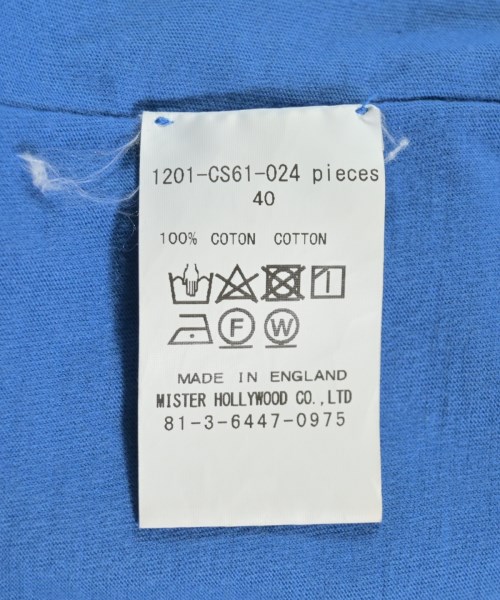 1201-CS61-024 pieces
40
100% COTON COTTON
F W
MADE IN ENGLAND
MISTER HOLLYWOOD CO.,LTD
81-3-6447-0975